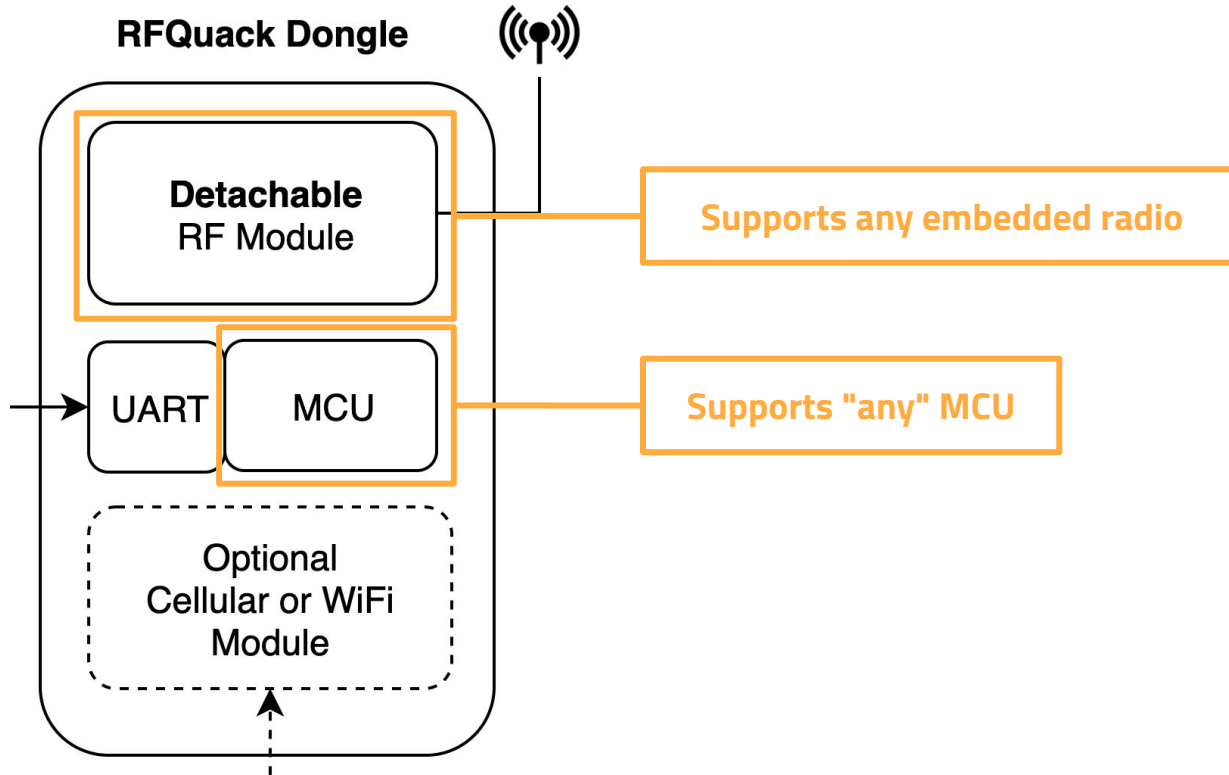 RFQuack Dongle
Detachable
RF Module
Supports any embedded radio
UART
MCU
Supports "any" MCU
Optional
Cellular or WiFi
Module